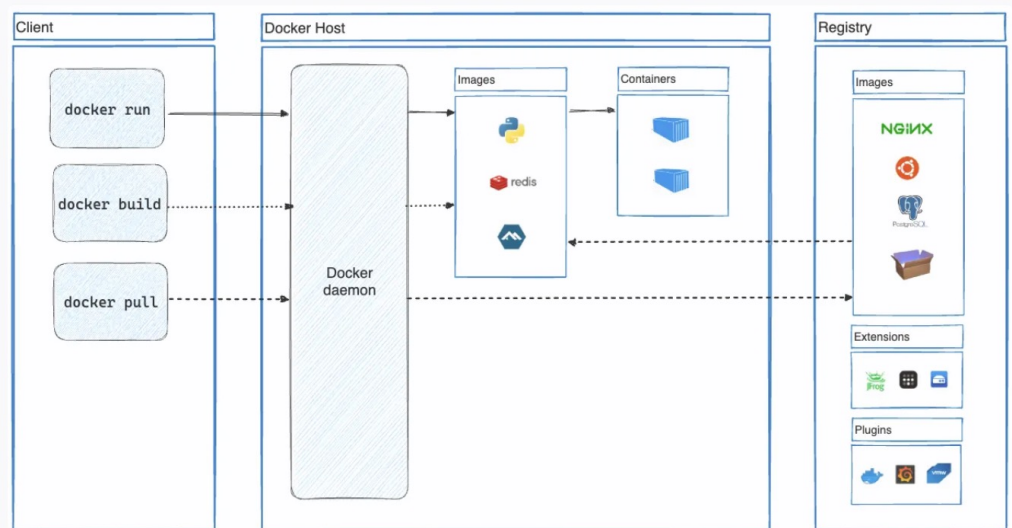 Client
docker run
docker build
docker pull
Docker Host
Docker
daemon
Images
redis
Containers
Registry
Images
NGINX
PostgreSQL
Extensions
JFrog
Plugins